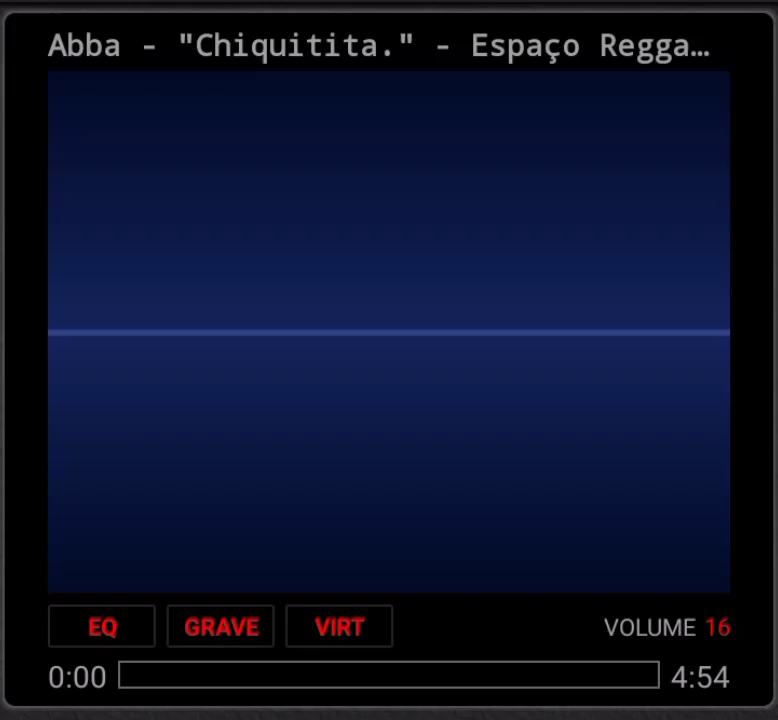 Abba - "Chiquitita." - Espaço Regga…
EQ GRAVE VIRT VOLUME 16
0:00 4:54